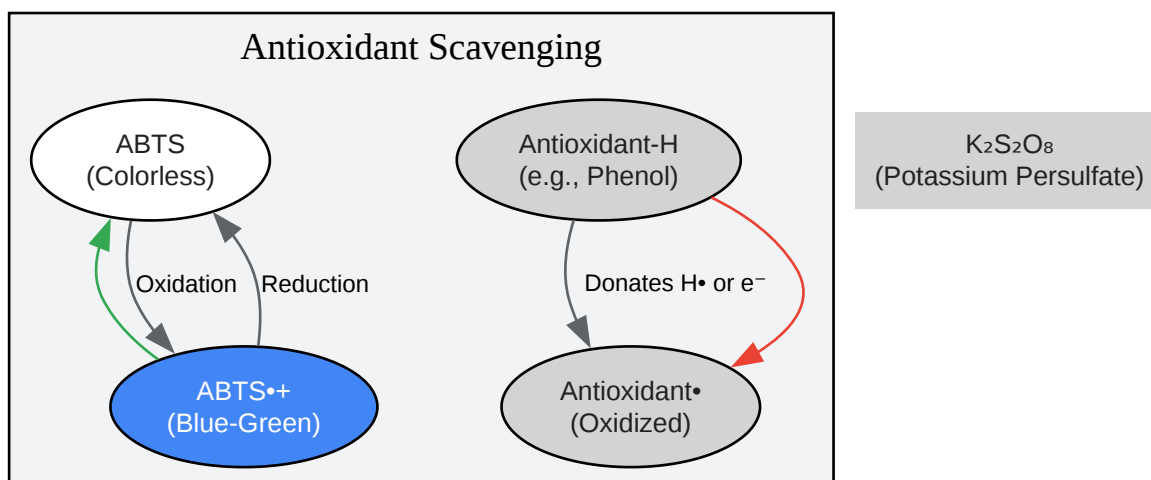 Antioxidant Scavenging
ABTS
(Colorless)
Antioxidant-H
(e.g., Phenol)
K₂S₂O₈
(Potassium Persulfate)
Oxidation
Reduction
Donates H• or e⁻
ABTS•+
(Blue-Green)
Antioxidant•
(Oxidized)